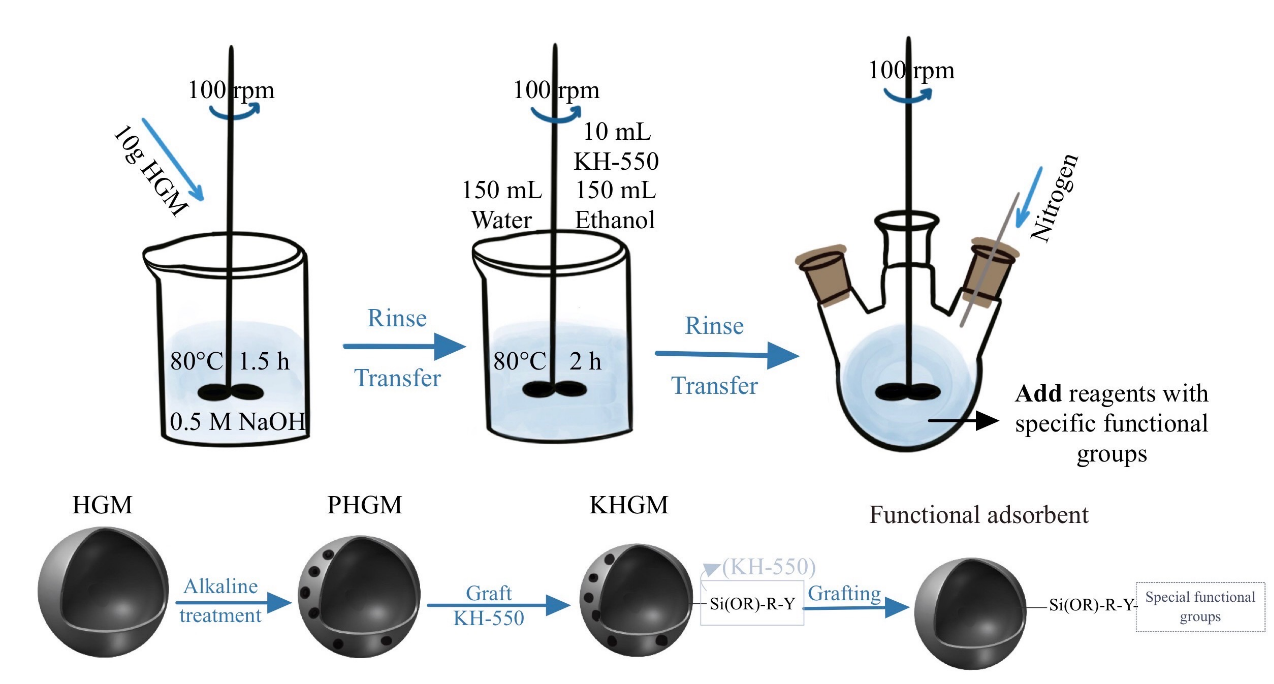 100 rpm
10g HGM
80°C 1.5 h
0.5 M NaOH
Rinse
Transfer
100 rpm
10 mL
KH-550
150 mL
Water
150 mL
Ethanol
80°C 2 h
Rinse
Transfer
100 rpm
Nitrogen
Add reagents with
specific functional
groups
HGM
Alkaline
treatment
PHGM
Graft
KH-550
KHGM
(KH-550)
Si(OR)-R-Y
Grafting
Functional adsorbent
Si(OR)-R-Y
Special functional
groups